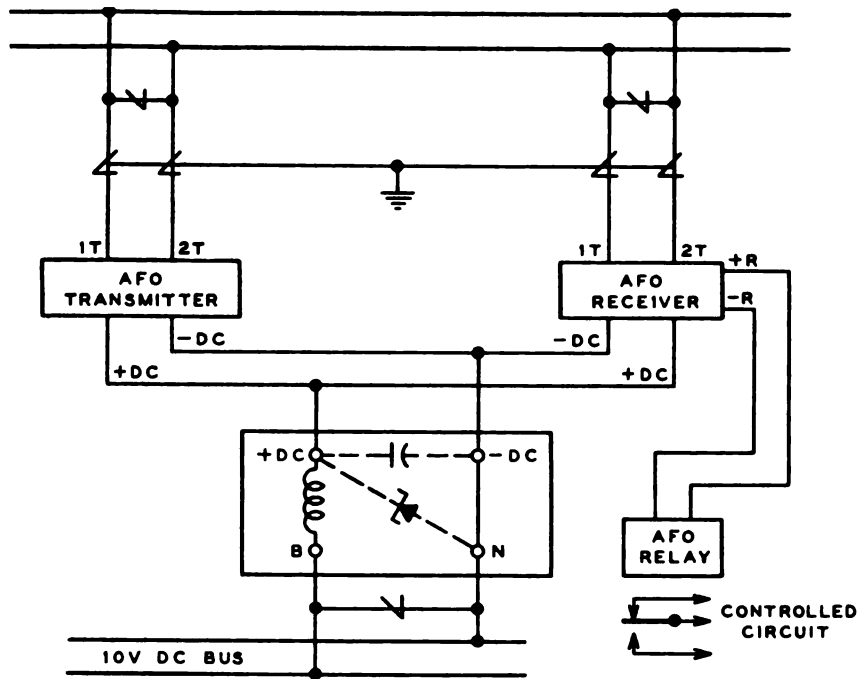 1T 2T
AFO
TRANSMITTER
1T 2T
AFO
RECEIVER
+R
-R
-DC
-DC
+DC
+DC
+DC
-DC
B
N
AFO
RELAY
CONTROLLED
CIRCUIT
10V DC BUS